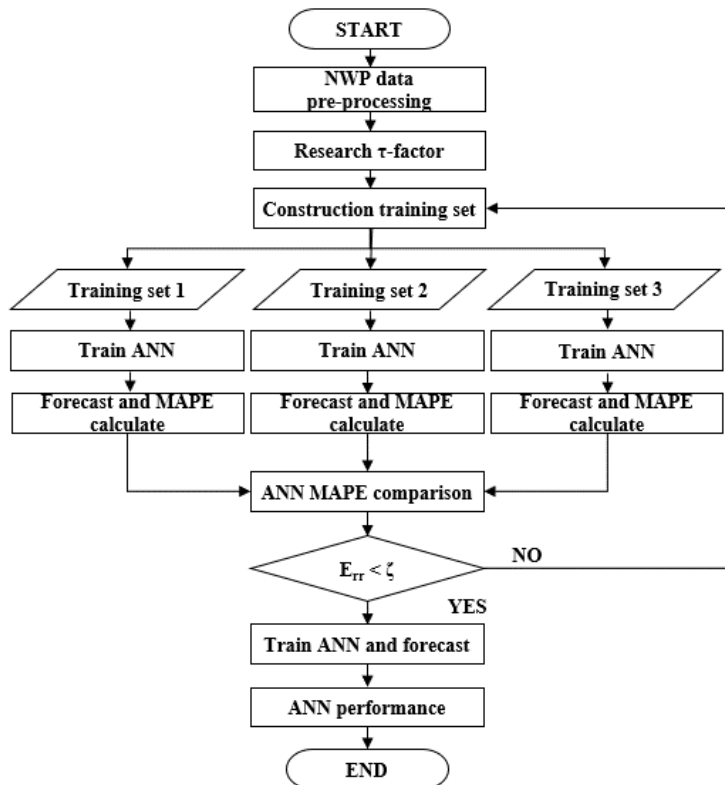 START
NWP data
pre-processing
Research τ-factor
Construction training set
Training set 1
Training set 2
Training set 3
Train ANN
Train ANN
Train ANN
Forecast and MAPE
calculate
Forecast and MAPE
calculate
Forecast and MAPE
calculate
ANN MAPE comparison
Err < ζ
NO
YES
Train ANN and forecast
ANN performance
END